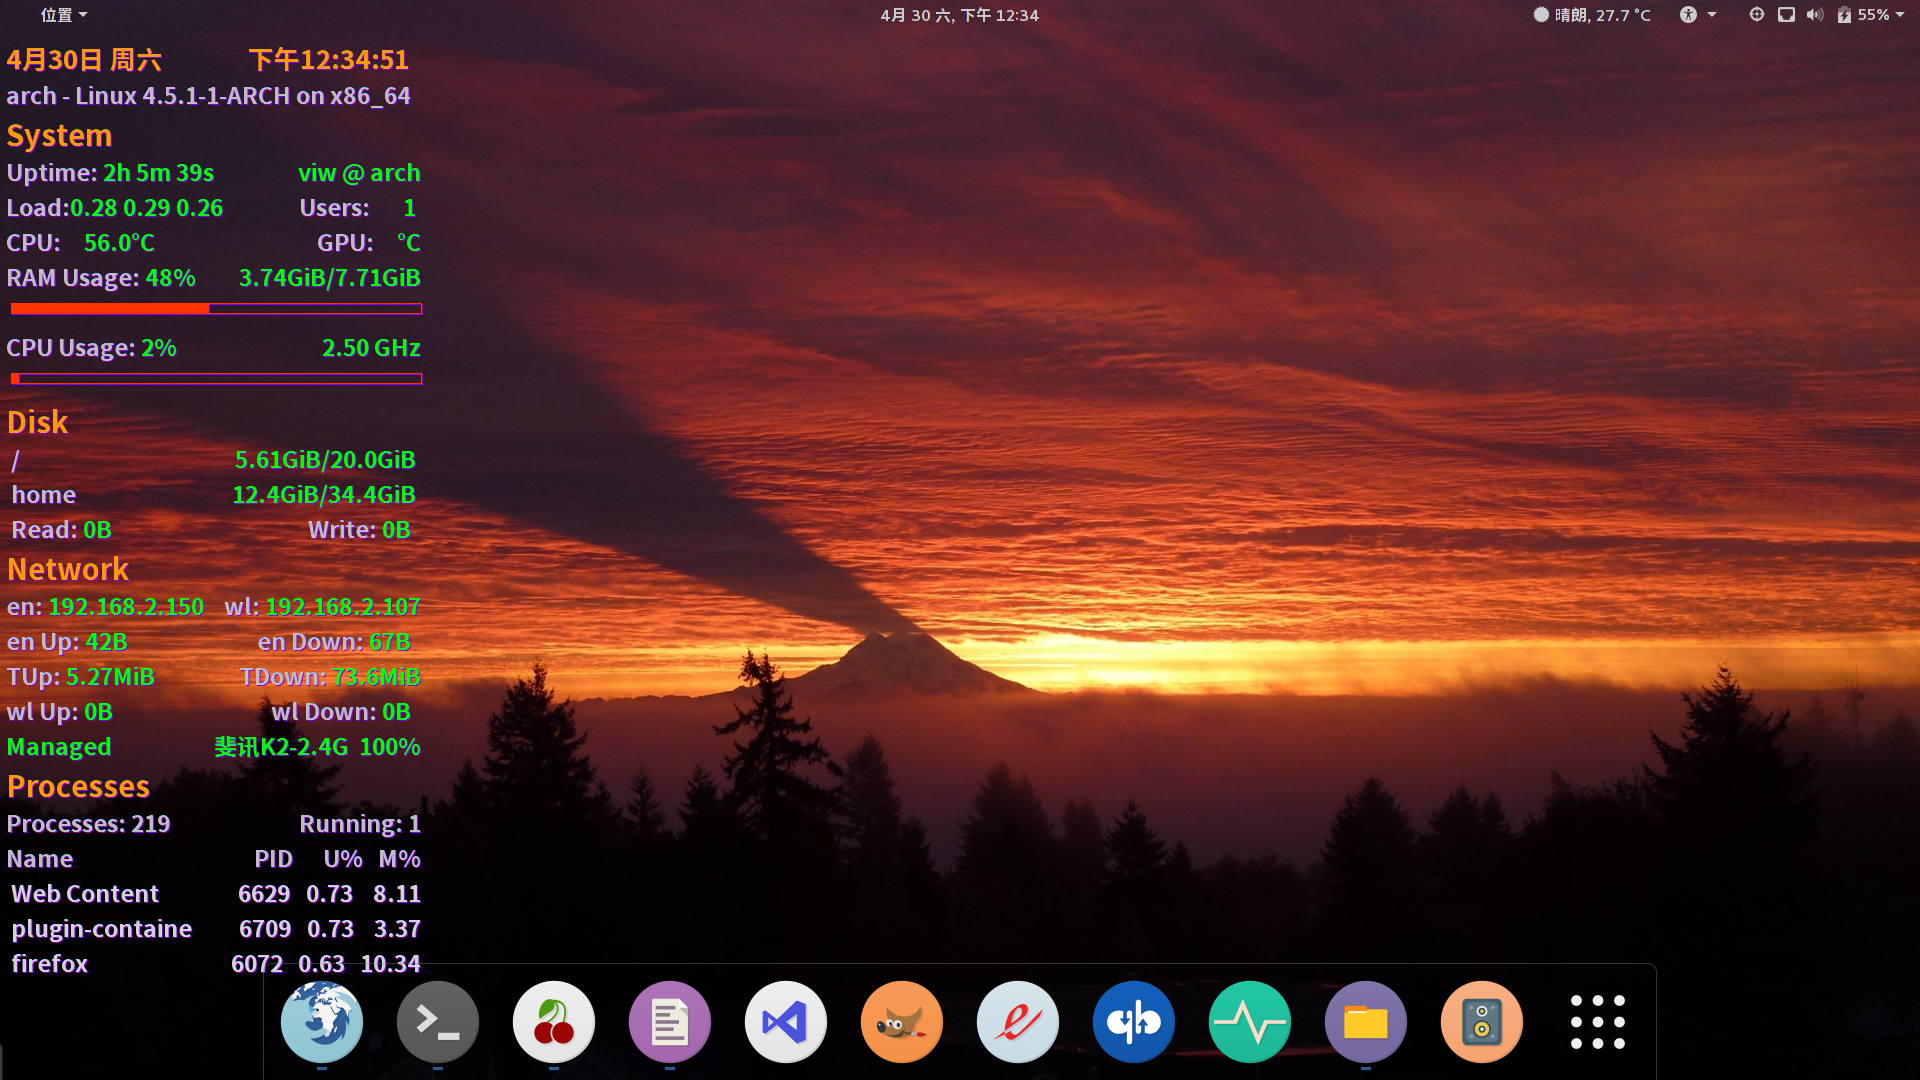 位置
4月 30 六, 下午 12:34
晴朗, 27.7 °C
55%
4月30日 周六 下午12:34:51
arch - Linux 4.5.1-1-ARCH on x86_64
System
Uptime: 2h 5m 39s viw @ arch
Load:0.28 0.29 0.26 Users: 1
CPU: 56.0°C GPU: °C
RAM Usage: 48% 3.74GiB/7.71GiB
CPU Usage: 2% 2.50 GHz
Disk
/ 5.61GiB/20.0GiB
home 12.4GiB/34.4GiB
Read: 0B Write: 0B
Network
en: 192.168.2.150 wl: 192.168.2.107
en Up: 42B en Down: 67B
TUp: 5.27MiB TDown: 73.6MiB
wl Up: 0B wl Down: 0B
Managed 斐讯K2-2.4G 100%
Processes
Processes: 219 Running: 1
Name PID U% M%
Web Content 6629 0.73 8.11
plugin-containe 6709 0.73 3.37
firefox 6072 0.63 10.34